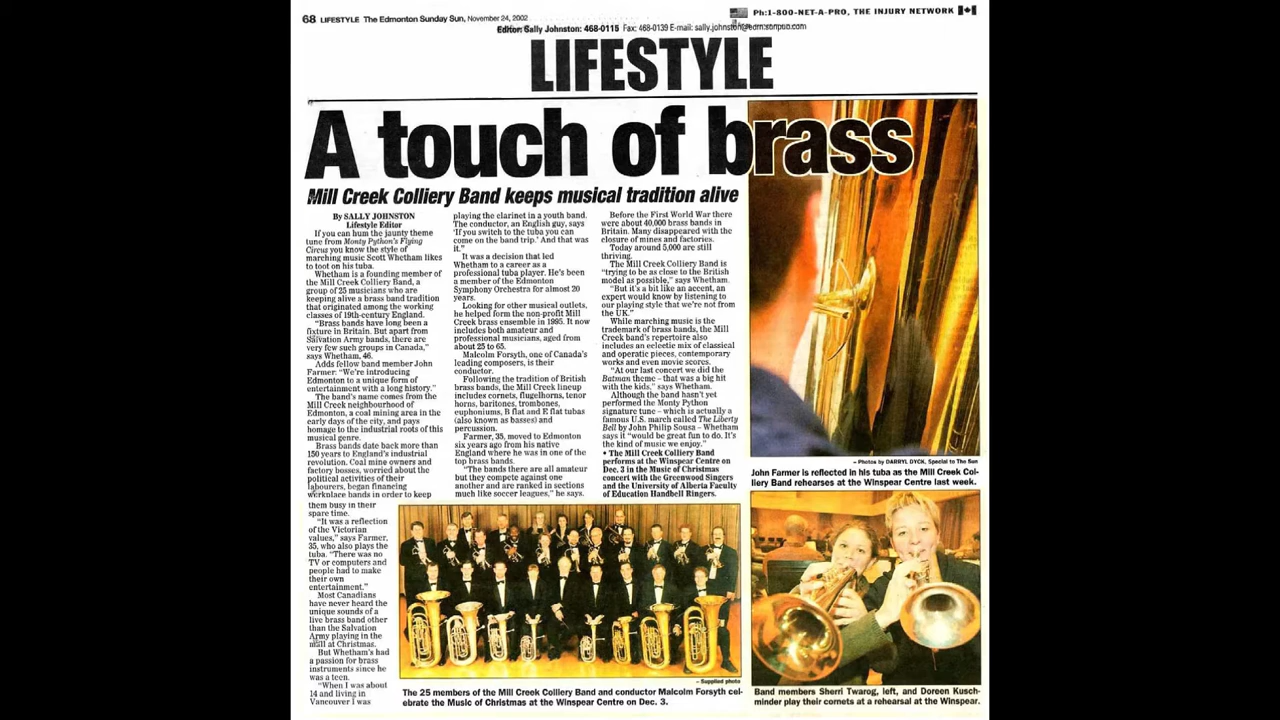 68 LIFESTYLE The Edmonton Sunday Sun, November 24, 2002
Ph:1-800-NET-A-PRO, THE INJURY NETWORK
Editor: Sally Johnston: 468-0115 Fax: 468-0139 E-mail:
LIFESTYLE
A touch of brass
Mill Creek Colliery Band keeps musical tradition alive
By SALLY JOHNSTON
Lifestyle Editor
If you can hum the jaunty theme
tune from Monty Python's Flying
Circus you know the style of
marching music Scott Whetham likes
to toot on his tuba.
Whetham is a founding member of
the Mill Creek Colliery Band, a
group of 25 musicians who are
keeping alive a brass band tradition
that originated among the working
classes of 19th-century England.
"Brass bands have long been a
fixture in Britain. But apart from
Salvation Army bands, there are
very few such groups in Canada,"
says Whetham, 46.
Adds fellow band member John
Farmer: "We're introducing
Edmonton to a unique form of
entertainment with a long history."
The band's name comes from the
Mill Creek neighbourhood of
Edmonton, a coal mining area in the
early days of the city, and pays
homage to the industrial roots of this
musical genre.
Brass bands date back more than
150 years to England's industrial
revolution. Coal mine owners and
factory bosses, worried about the
political activities of their
labourers, began financing
workplace bands in order to keep
them busy in their
spare time.
"It was a reflection
of the Victorian
values," says Farmer,
35, who also plays the
tuba. "There was no
TV or computers and
people had to make
their own
entertainment."
Most Canadians
have never heard the
unique sounds of a
live brass band other
than the Salvation
Army playing in the
mall at Christmas.
But Whetham's had
a passion for brass
instruments since he
was a teen.
"When I was about
14 and living in
Vancouver I was
playing the clarinet in a youth band.
The conductor, an English guy, says
'If you switch to the tuba you can
come on the band trip.' And that was
it."
It was a decision that led
Whetham to a career as a
professional tuba player. He's been
a member of the Edmonton
Symphony Orchestra for almost 20
years.
Looking for other musical outlets,
he helped form the non-profit Mill
Creek brass ensemble in 1995. It now
includes both amateur and
professional musicians, aged from
about 25 to 65.
Malcolm Forsyth, one of Canada's
leading composers, is their
conductor.
Following the tradition of British
brass bands, the Mill Creek lineup
includes cornets, flugelhorns, tenor
horns, baritones, trombones,
euphoniums, B flat and E flat tubas
(also known as basses) and
percussion.
Farmer, 35, moved to Edmonton
six years ago from his native
England where he was in one of the
top brass bands.
"The bands there are all amateur
but they compete against one
another and are ranked in sections
much like soccer leagues," he says.
Before the First World War there
were about 40,000 brass bands in
Britain. Many disappeared with the
closure of mines and factories.
Today around 5,000 are still
thriving.
The Mill Creek Colliery Band is
"trying to be as close to the British
model as possible," says Whetham.
"But it's a bit like an accent, an
expert would know by listening to
our playing style that we're not from
the UK."
While marching music is the
trademark of brass bands, the Mill
Creek band's repertoire also
includes an eclectic mix of classical
and operatic pieces, contemporary
works and even movie scores.
"At our last concert we did the
Batman theme – that was a big hit
with the kids," says Whetham.
Although the band hasn't yet
performed the Monty Python
signature tune – which is actually a
famous U.S. march called The Liberty
Bell by John Philip Sousa – Whetham
says it "would be great fun to do. It's
the kind of music we enjoy."
• The Mill Creek Colliery Band
performs at the Winspear Centre on
Dec. 3 in the Music of Christmas
concert with the Greenwood Singers
and the University of Alberta Faculty
of Education Handbell Ringers.
– Photos by DARRYL DYCK, Special to The Sun
John Farmer is reflected in his tuba as the Mill Creek Col-
liery Band rehearses at the Winspear Centre last week.
– Supplied photo
The 25 members of the Mill Creek Colliery Band and conductor Malcolm Forsyth cel-
ebrate the Music of Christmas at the Winspear Centre on Dec. 3.
Band members Sherri Twarog, left, and Doreen Kusch-
minder play their cornets at a rehearsal at the Winspear.